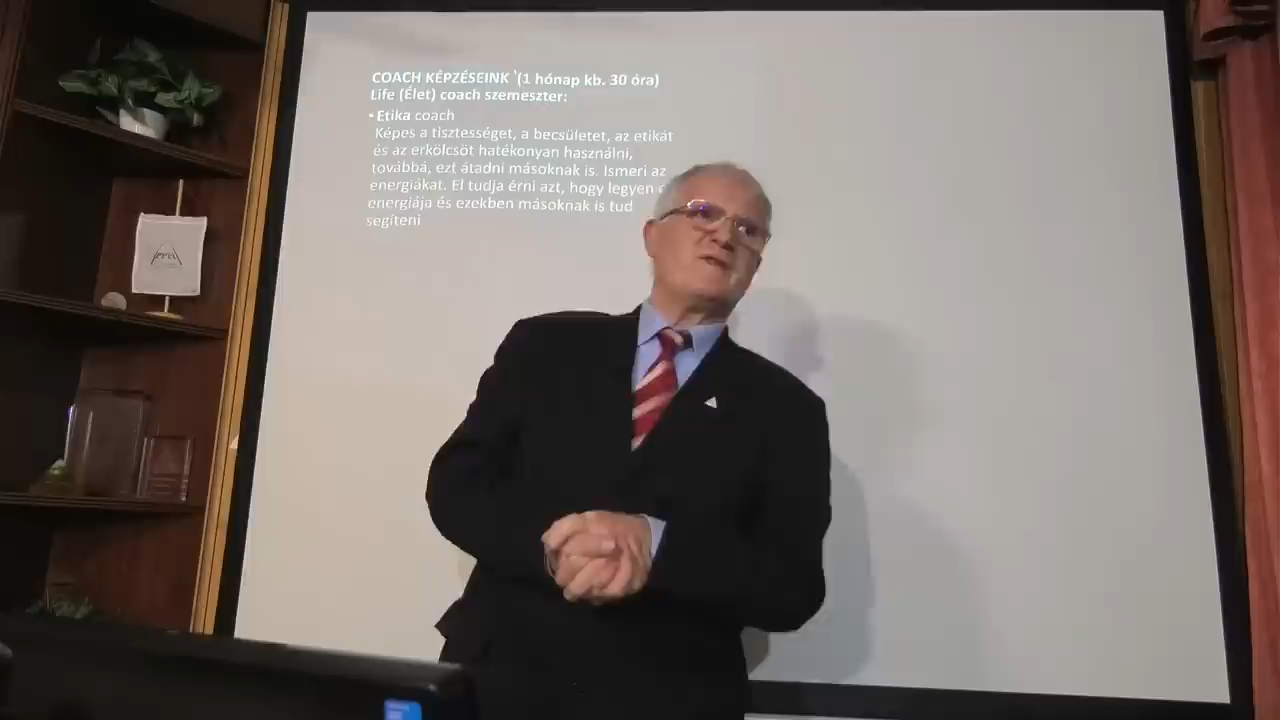 COACH KÉPZÉSEINK (1 hónap kb. 30 óra)
Life (Élet) coach szemeszter:
• Etika coach
Képes a tisztességet, a becsületet, az etikát
és az erkölcsöt hatékonyan használni,
továbbá, ezt átadni másoknak is. Ismeri az
energiákat. El tudja érni azt, hogy legyen
energiája és ezekben másoknak is tud
segíteni